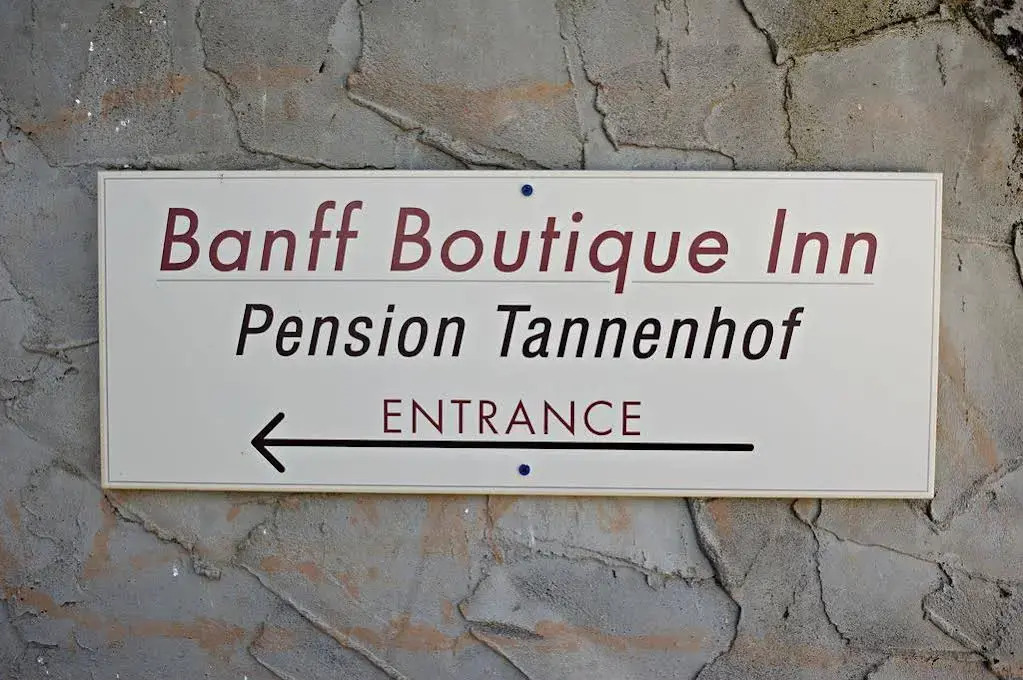 Banff Boutique Inn
Pension Tannenhof
ENTRANCE